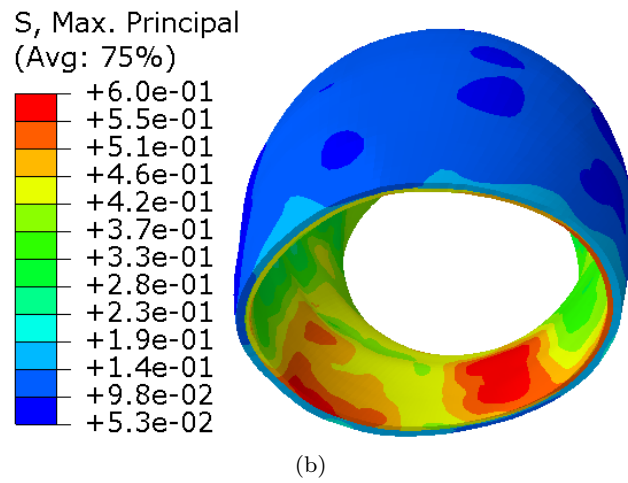 S, Max. Principal
(Avg: 75%)
+6.0e-01
+5.5e-01
+5.1e-01
+4.6e-01
+4.2e-01
+3.7e-01
+3.3e-01
+2.8e-01
+2.3e-01
+1.9e-01
+1.4e-01
+9.8e-02
+5.3e-02
(b)